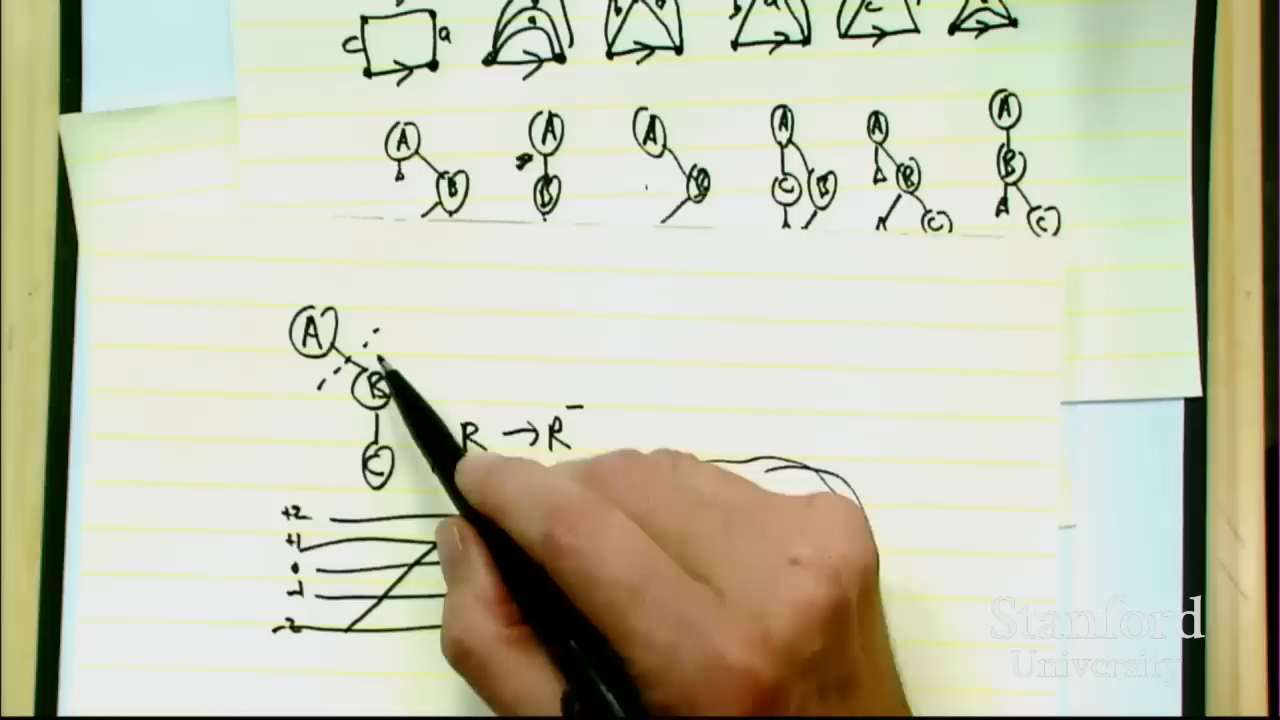 c a
A A A A A A
B B B C B B B
C C
A
B
R → R⁻
C
+2
+1
0
-1
-2
Stanford
University